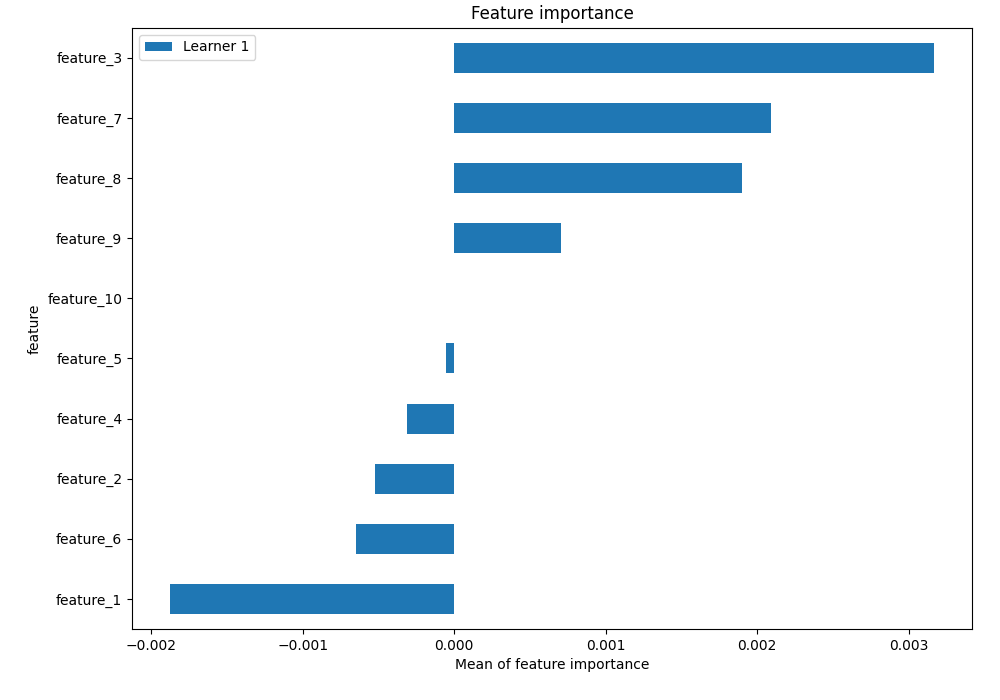 Feature importance
Learner 1
feature_3
feature_7
feature_8
feature_9
feature_10
feature_5
feature_4
feature_2
feature_6
feature_1
feature
−0.002 −0.001 0.000 0.001 0.002 0.003
Mean of feature importance